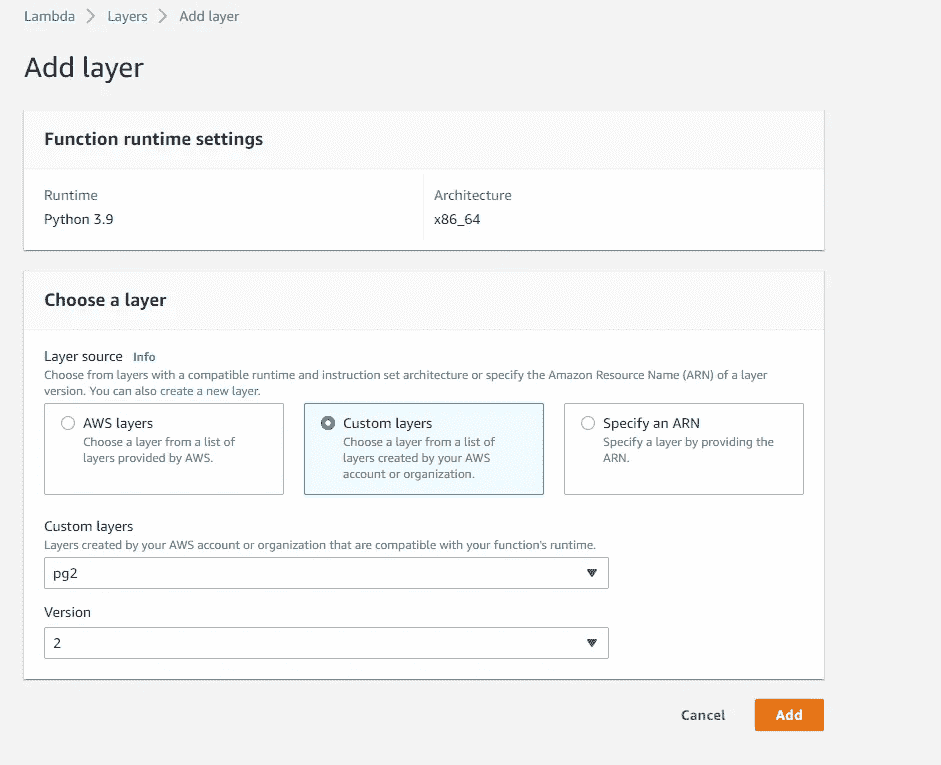 Lambda > Layers > Add layer
Add layer
Function runtime settings
Runtime
Python 3.9
Architecture
x86_64
Choose a layer
Layer source Info
Choose from layers with a compatible runtime and instruction set architecture or specify the Amazon Resource Name (ARN) of a layer
version. You can also create a new layer.
AWS layers
Choose a layer from a list of
layers provided by AWS.
Custom layers
Choose a layer from a list of
layers created by your AWS
account or organization.
Specify an ARN
Specify a layer by providing the
ARN.
Custom layers
Layers created by your AWS account or organization that are compatible with your function's runtime.
pg2
Version
2
Cancel
Add